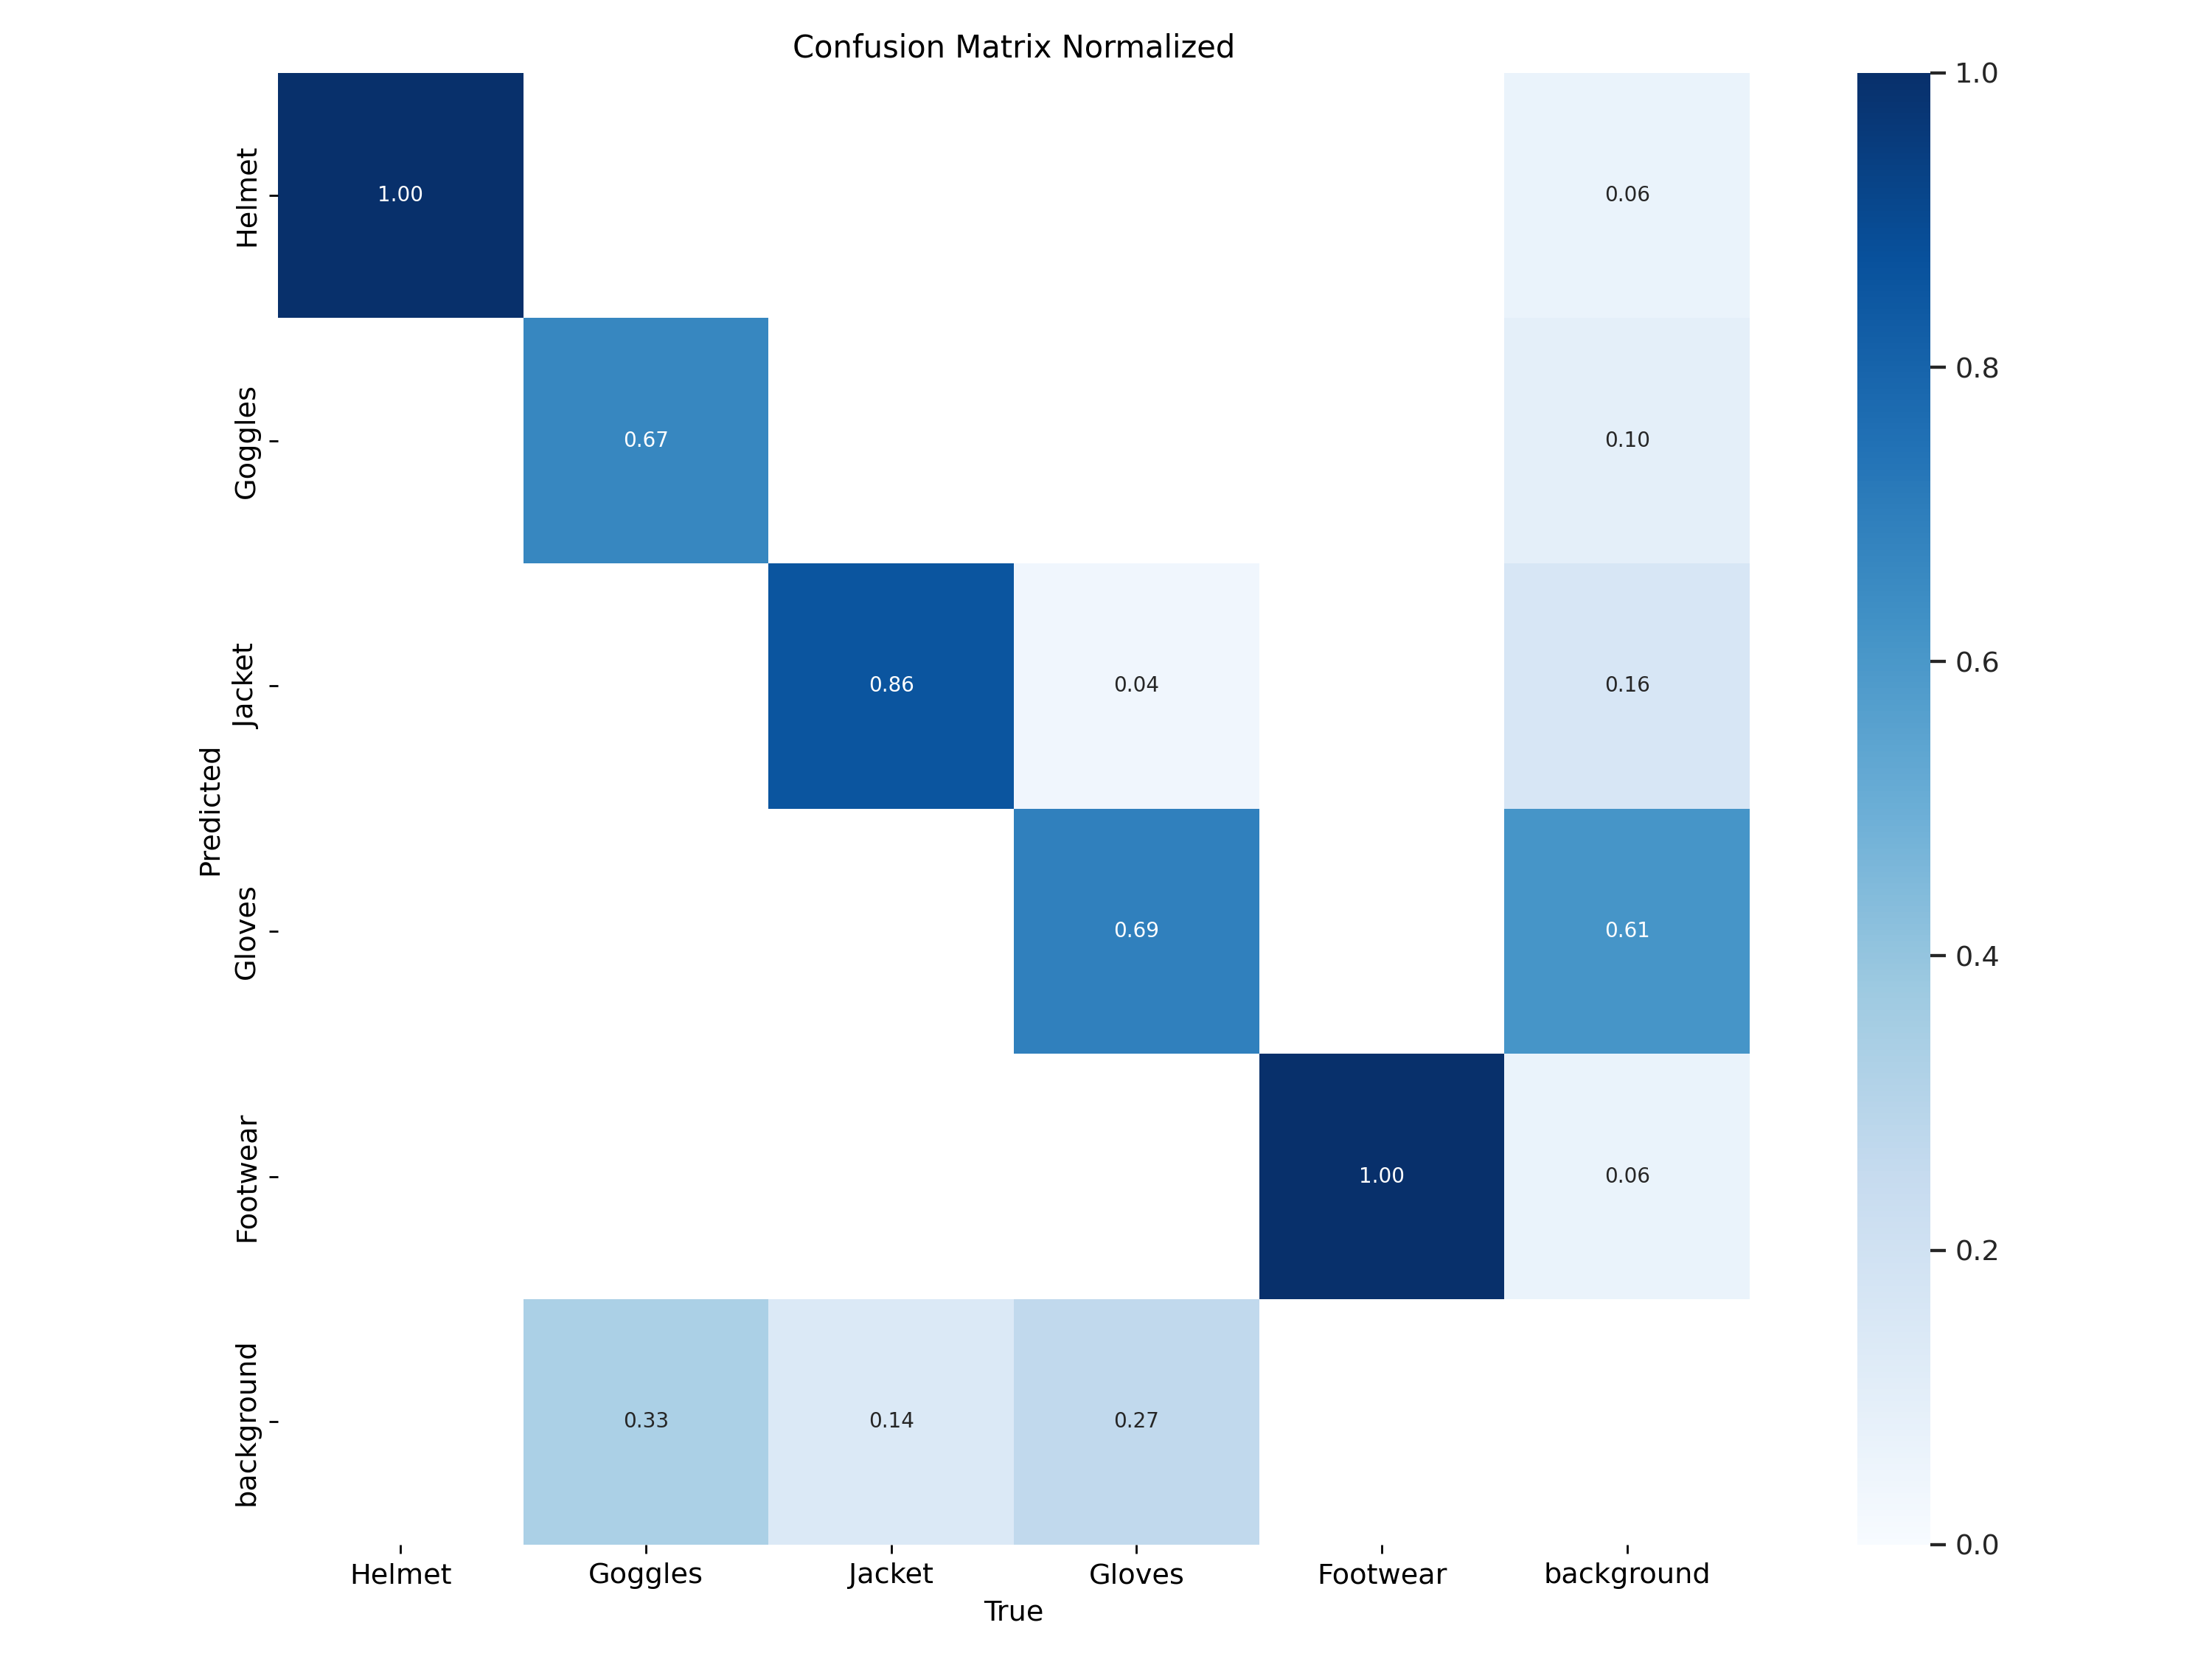 Confusion Matrix Normalized
Helmet
1.00
0.06
Goggles
0.67
0.10
Jacket
0.86
0.04
0.16
Predicted
Gloves
0.69
0.61
Footwear
1.00
0.06
background
0.33
0.14
0.27
Helmet
Goggles
Jacket
Gloves
Footwear
background
True
1.0
0.8
0.6
0.4
0.2
0.0